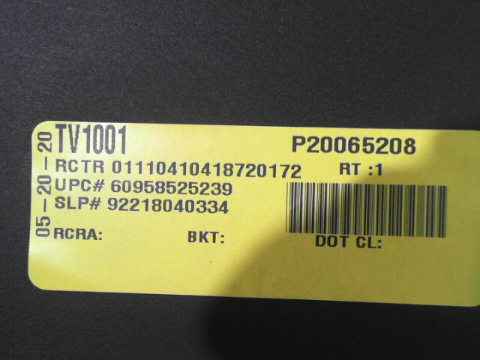 05-20-20
TV1001 P20065208
RCTR 01110410418720172 RT :1
UPC# 60958525239
SLP# 92218040334
RCRA: BKT: DOT CL: